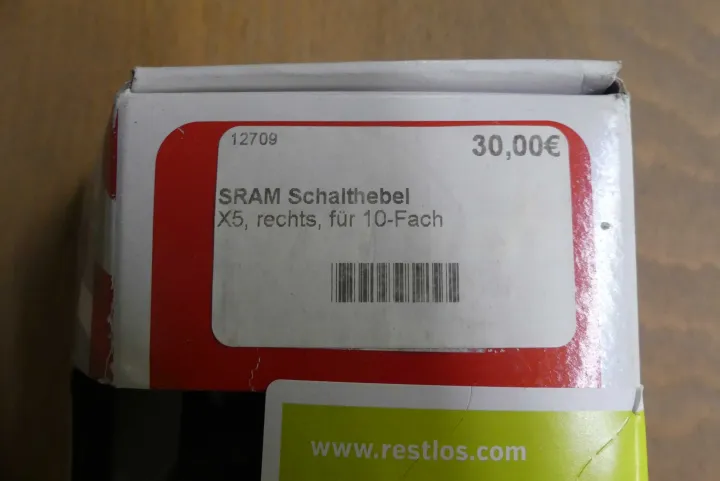 12709
30,00€
SRAM Schalthebel
X5, rechts, für 10-Fach
www.restlos.com